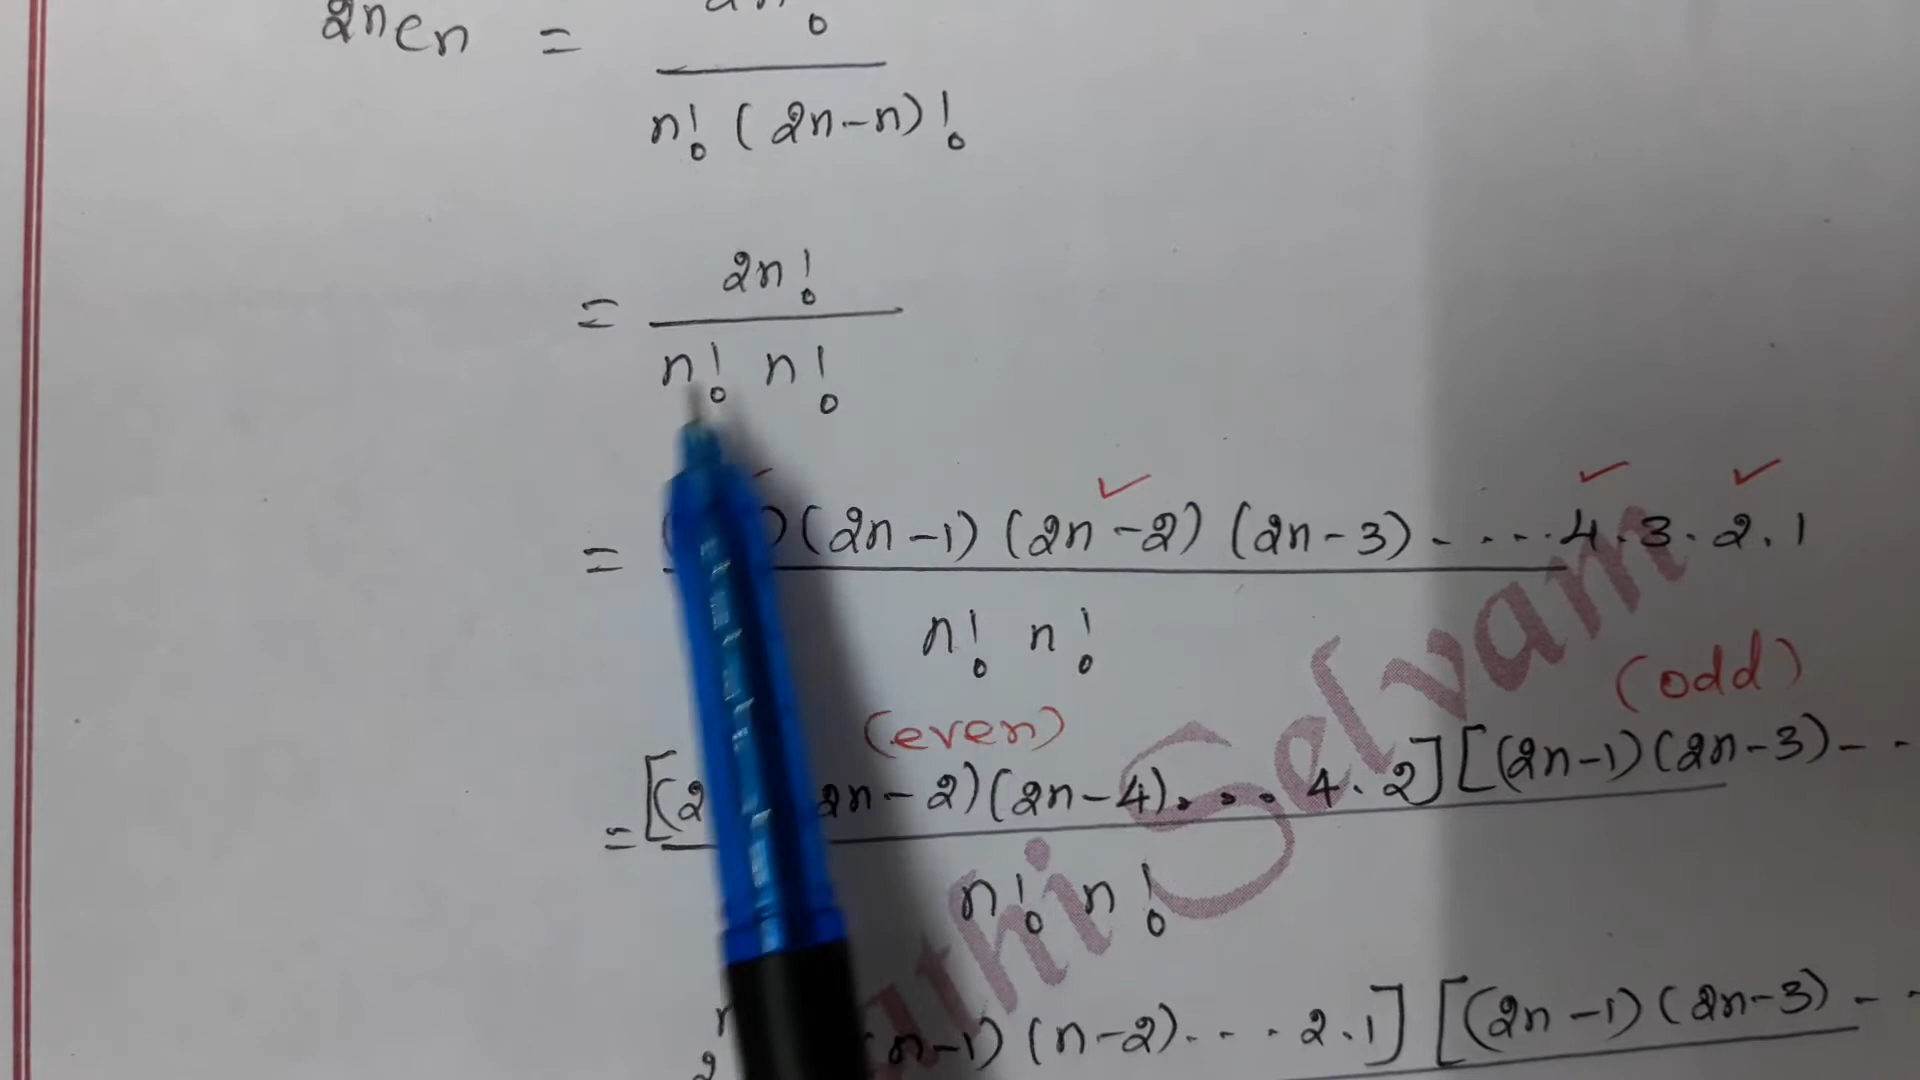 2nCn =
n! (2n-n)!
= 2n!
n! n!
= (2n-1) (2n-2) (2n-3) - .... 4. 3. 2. 1
n! n!
(even) (odd)
= [(2 2n-2)(2n-4).... 4. 2] [(2n-1)(2n-3) - -
n! n!
2 (n-1) (n-2).... 2.1] [(2n-1) (2n-3) - -
Selvam